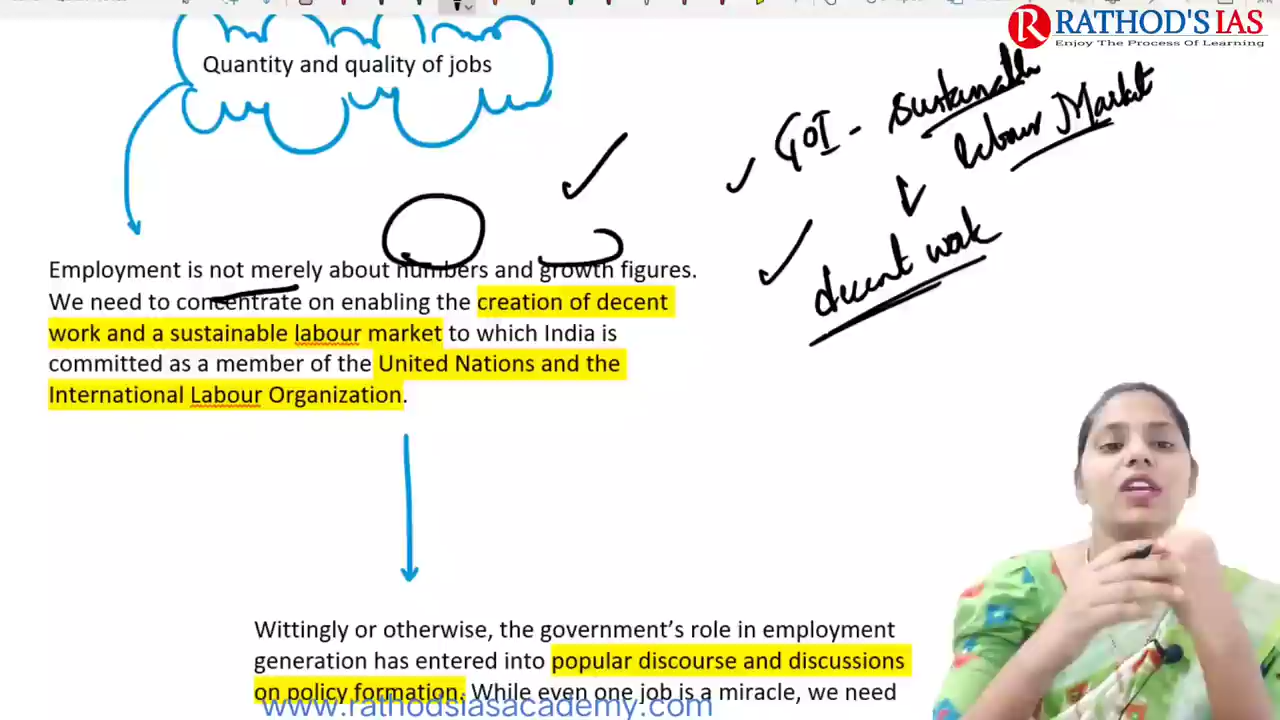 RATHOD'S IAS
Enjoy The Process Of Learning
Quantity and quality of jobs
GOI - sustainable
labour Market
decent work
Employment is not merely about numbers and growth figures.
We need to concentrate on enabling the creation of decent
work and a sustainable labour market to which India is
committed as a member of the United Nations and the
International Labour Organization.
Wittingly or otherwise, the government's role in employment
generation has entered into popular discourse and discussions
on policy formation. While even one job is a miracle, we need
www.rathodsiasacademy.com